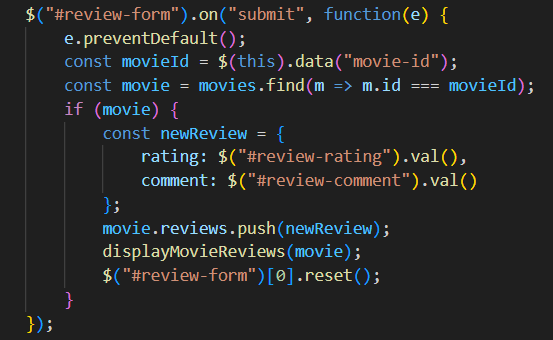 $("#review-form").on("submit", function(e) {
    e.preventDefault();
    const movieId = $(this).data("movie-id");
    const movie = movies.find(m => m.id === movieId);
    if (movie) {
        const newReview = {
            rating: $("#review-rating").val(),
            comment: $("#review-comment").val()
        };
        movie.reviews.push(newReview);
        displayMovieReviews(movie);
        $("#review-form")[0].reset();
    }
});